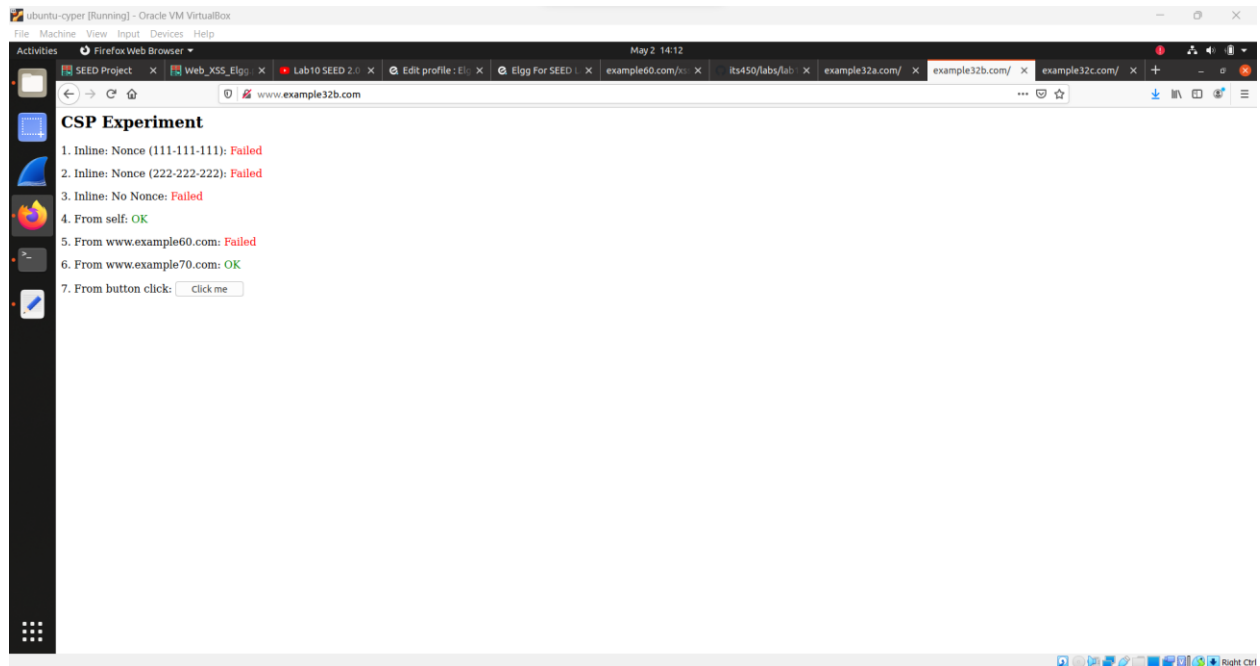 ubuntu-cyper [Running] - Oracle VM VirtualBox
File Machine View Input Devices Help
Activities Firefox Web Browser May 2 14:12
SEED Project Web_XSS_Elgg. Lab10 SEED 2.0 Edit profile : Elg Elgg For SEED L example60.com/xs its450/labs/lab1 example32a.com/ example32b.com/ example32c.com/
www.example32b.com
CSP Experiment
1. Inline: Nonce (111-111-111): Failed
2. Inline: Nonce (222-222-222): Failed
3. Inline: No Nonce: Failed
4. From self: OK
5. From www.example60.com: Failed
6. From www.example70.com: OK
7. From button click: Click me
Right Ctrl